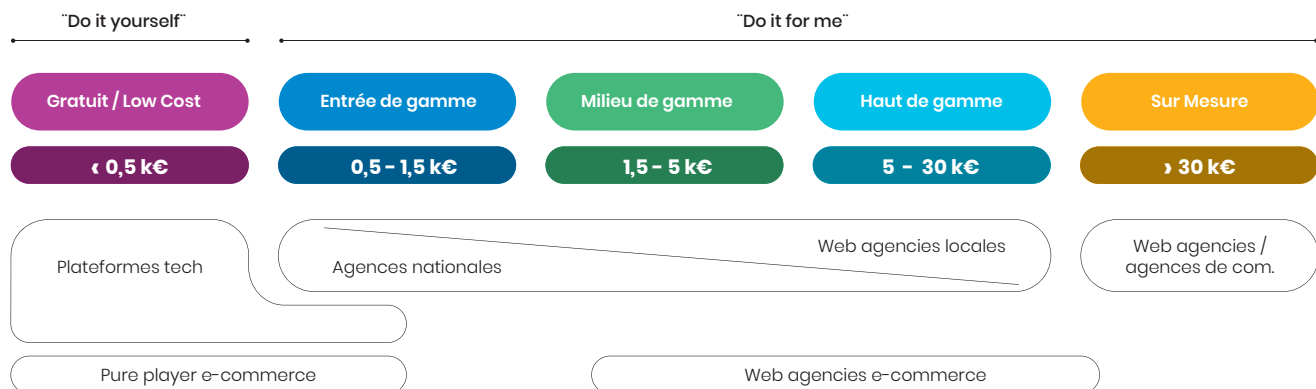 ¨Do it yourself¨
¨Do it for me¨
Gratuit / Low Cost
Entrée de gamme
Milieu de gamme
Haut de gamme
Sur Mesure
‹ 0,5 k€
0,5 - 1,5 k€
1,5 - 5 k€
5 - 30 k€
› 30 k€
Plateformes tech
Agences nationales
Web agencies locales
Web agencies /
agences de com.
Pure player e-commerce
Web agencies e-commerce